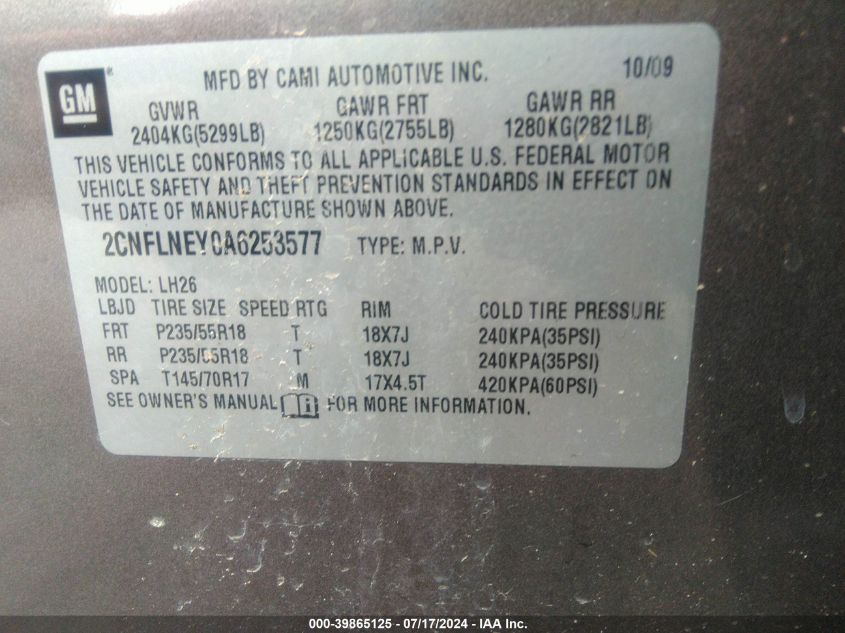 GM
MFD BY CAMI AUTOMOTIVE INC. 10/09
GVWR GAWR FRT GAWR RR
2404KG(5299LB) 1250KG(2755LB) 1280KG(2821LB)
THIS VEHICLE CONFORMS TO ALL APPLICABLE U.S. FEDERAL MOTOR
VEHICLE SAFETY AND THEFT PREVENTION STANDARDS IN EFFECT ON
THE DATE OF MANUFACTURE SHOWN ABOVE.
2CNFLNEY0A6253577 TYPE: M.P.V.
MODEL: LH26
LBJD TIRE SIZE SPEED RTG RIM COLD TIRE PRESSURE
FRT P235/55R18 T 18X7J 240KPA(35PSI)
RR P235/55R18 T 18X7J 240KPA(35PSI)
SPA T145/70R17 M 17X4.5T 420KPA(60PSI)
SEE OWNER'S MANUAL i FOR MORE INFORMATION.
000-39865125 - 07/17/2024 - IAA Inc.